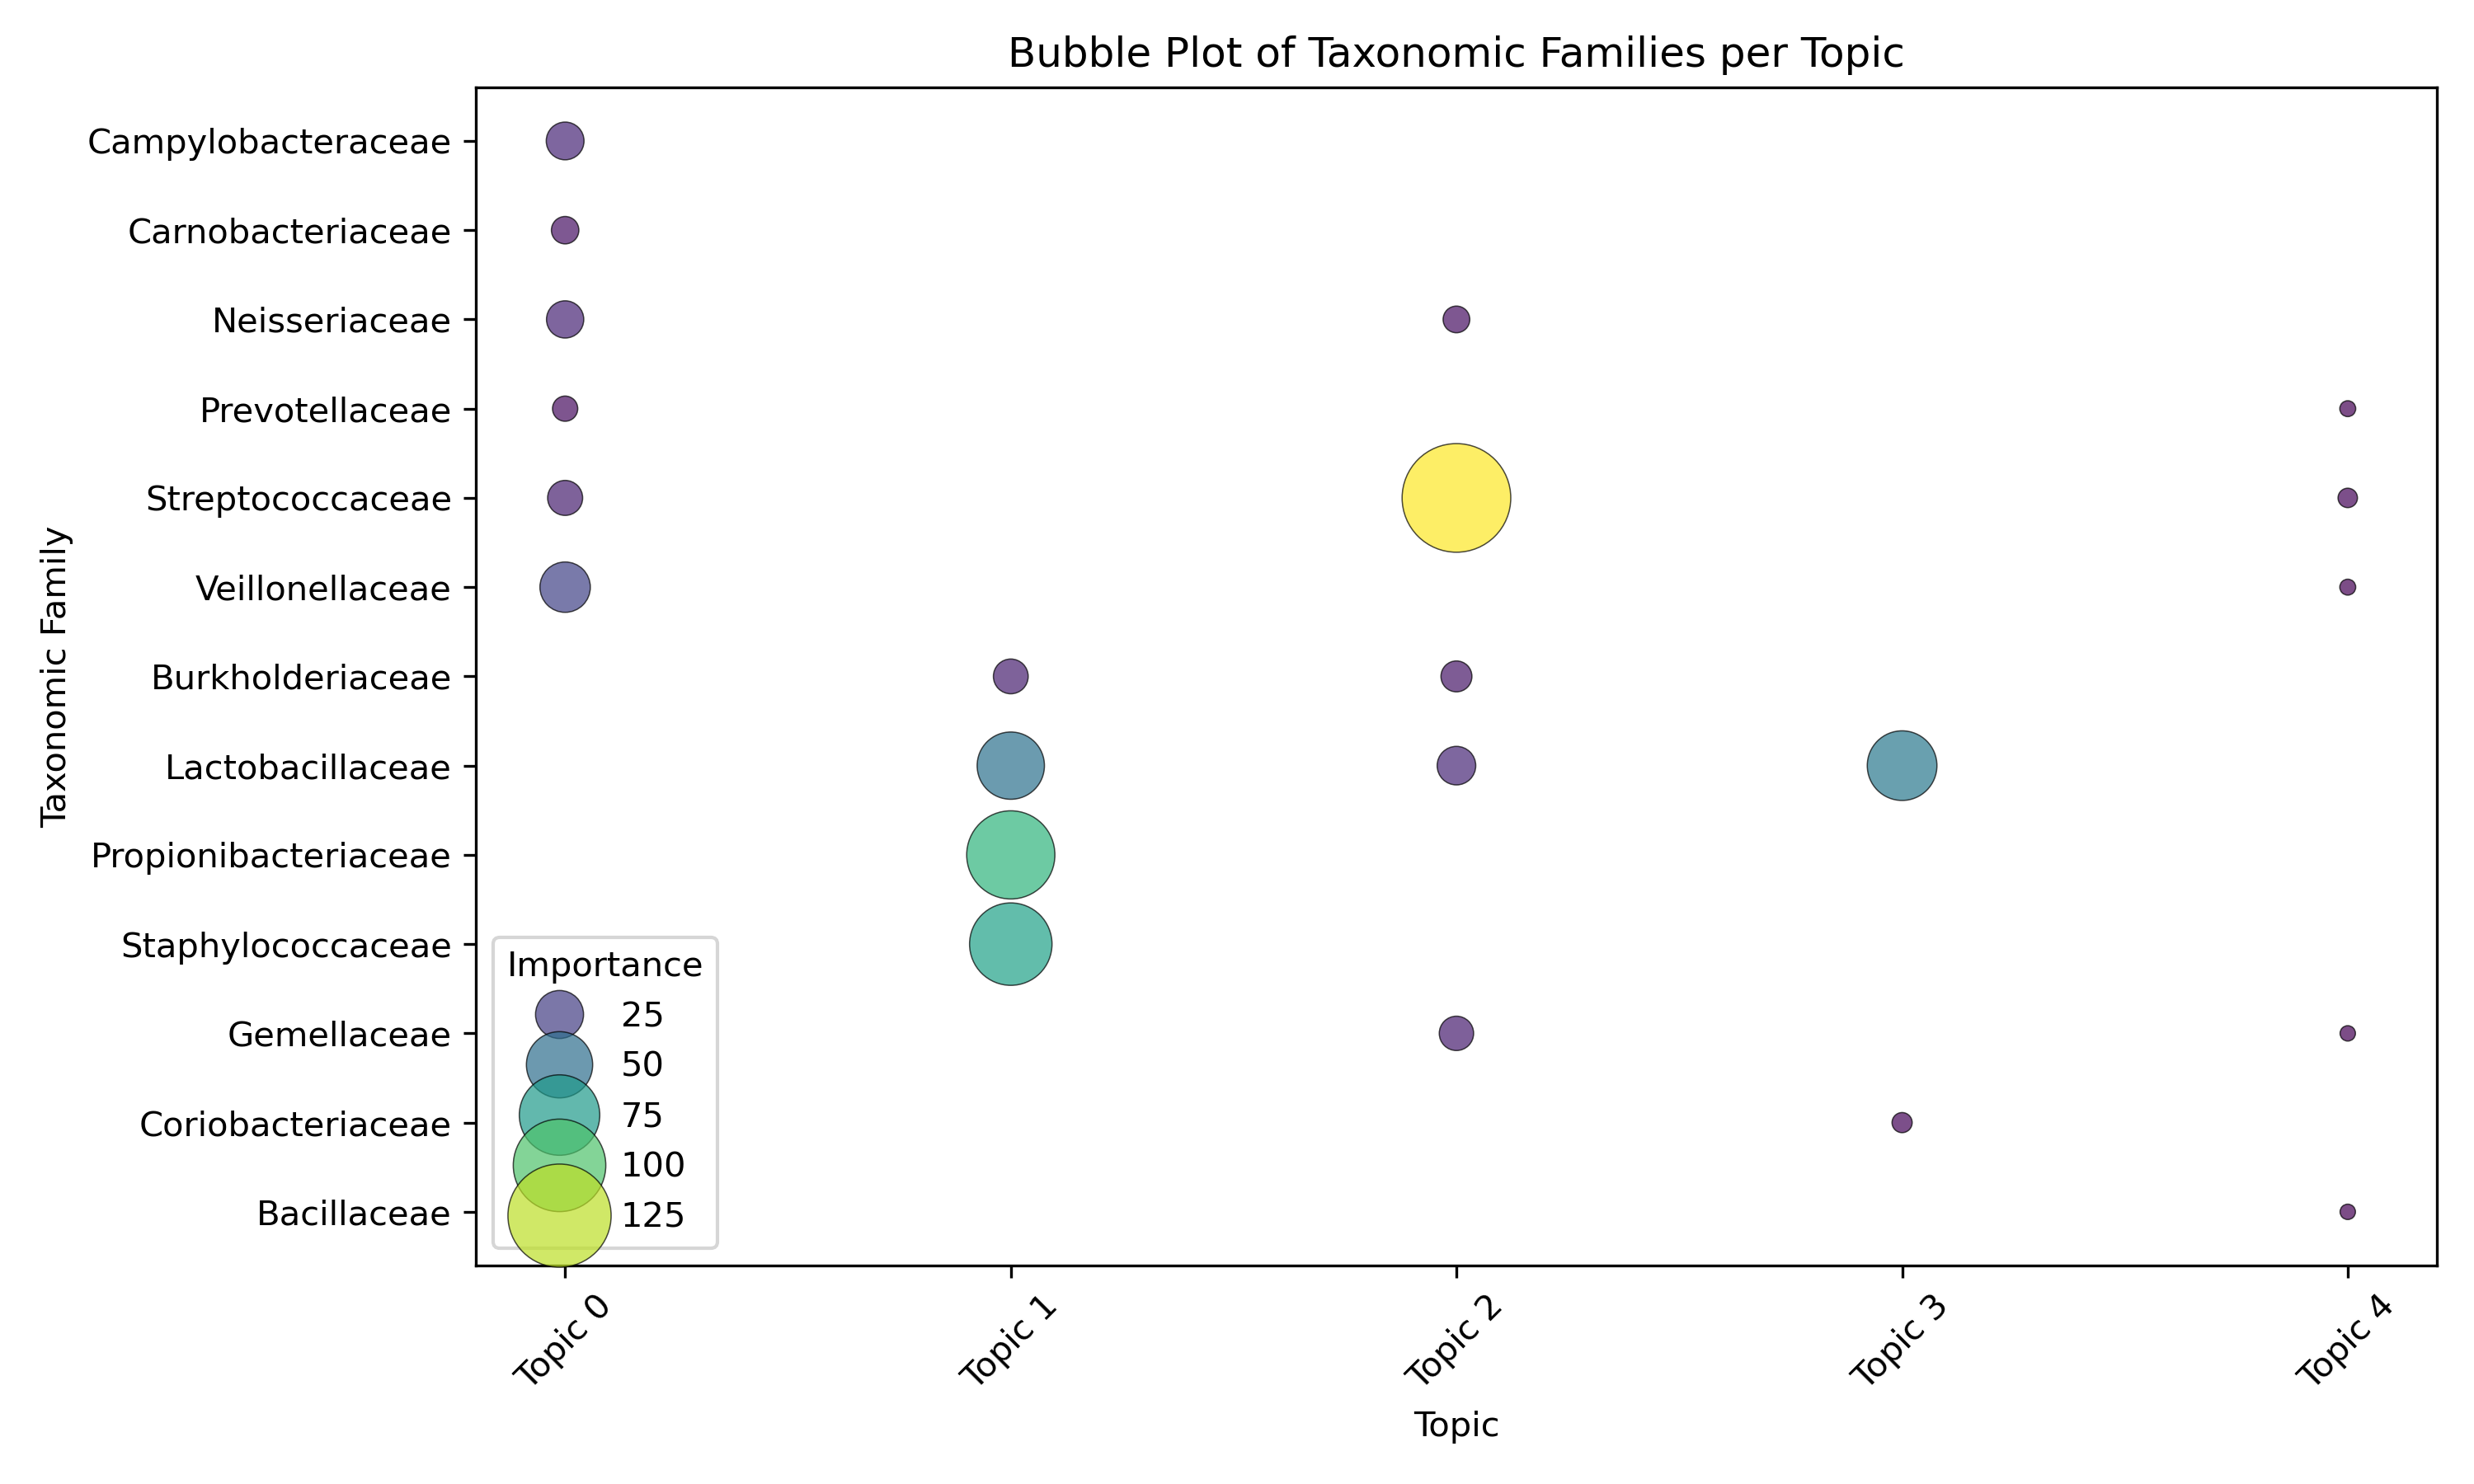 Bubble Plot of Taxonomic Families per Topic
Taxonomic Family
Campylobacteraceae
Carnobacteriaceae
Neisseriaceae
Prevotellaceae
Streptococcaceae
Veillonellaceae
Burkholderiaceae
Lactobacillaceae
Propionibacteriaceae
Staphylococcaceae
Gemellaceae
Coriobacteriaceae
Bacillaceae
Importance
25
50
75
100
125
Topic 0
Topic 1
Topic 2
Topic 3
Topic 4
Topic